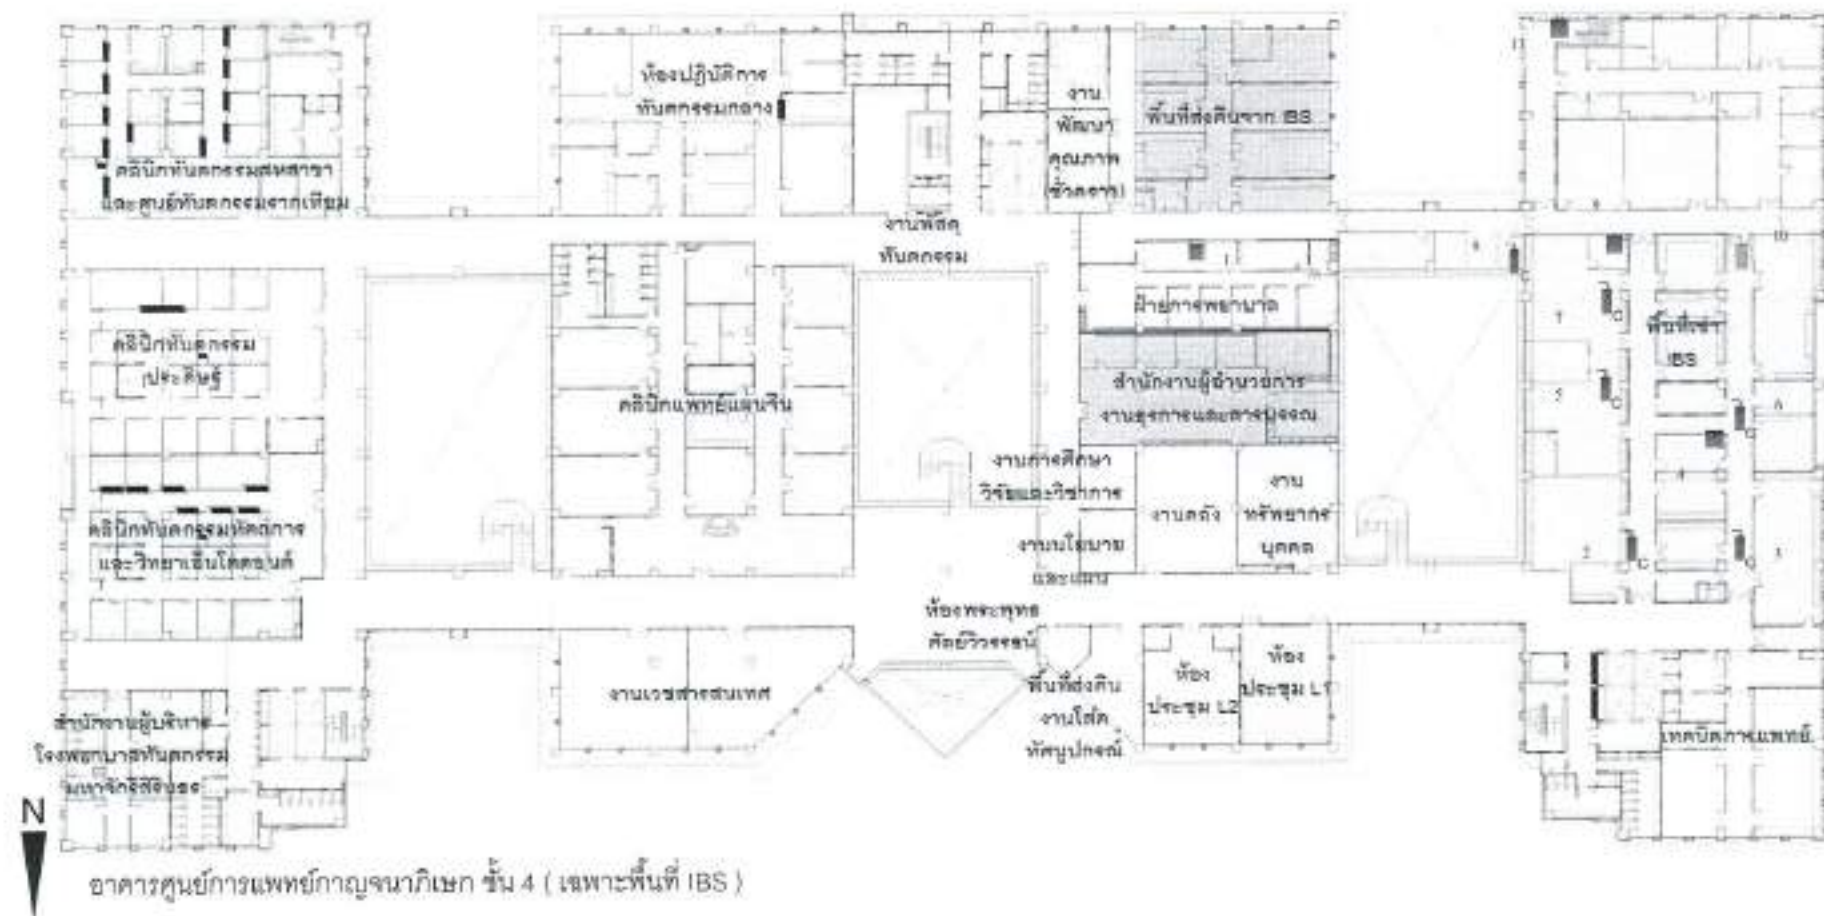 ห้องปฏิบัติการ
ทันตกรรมกลาง
งาน
พัฒนา
คุณภาพ
(ชั่วคราว)
พื้นที่ส่งคืนจาก IBS
คลินิกทันตกรรมสหสาขา
และศูนย์ทันตกรรมรากเทียม
งานพัสดุ
ทันตกรรม
ฝ่ายการพยาบาล
คลินิกทันตกรรม
ประดิษฐ์
คลินิกแพทย์แผนจีน
สำนักงานผู้อำนวยการ
งานธุรการและสารบรรณ
พื้นที่เช่า
IBS
งานการศึกษา
วิจัยและวิชาการ
งานคลัง
งาน
ทรัพยากร
บุคคล
งานนโยบาย
และแผน
คลินิกทันตกรรมหัตถการ
และวิทยาเอ็นโดดอนต์
ห้องพระพุทธ
ศัลย์วิวรรธน์
งานเวชสารสนเทศ
พื้นที่ส่งคืน
งานโสต
ทัศนูปกรณ์
ห้อง
ประชุม L2
ห้อง
ประชุม L1
เทคนิคการแพทย์
สำนักงานผู้บริหาร
โรงพยาบาลทันตกรรม
มหาจักรีสิรินธร
N
อาคารศูนย์การแพทย์กาญจนาภิเษก ชั้น 4 ( เฉพาะพื้นที่ IBS )